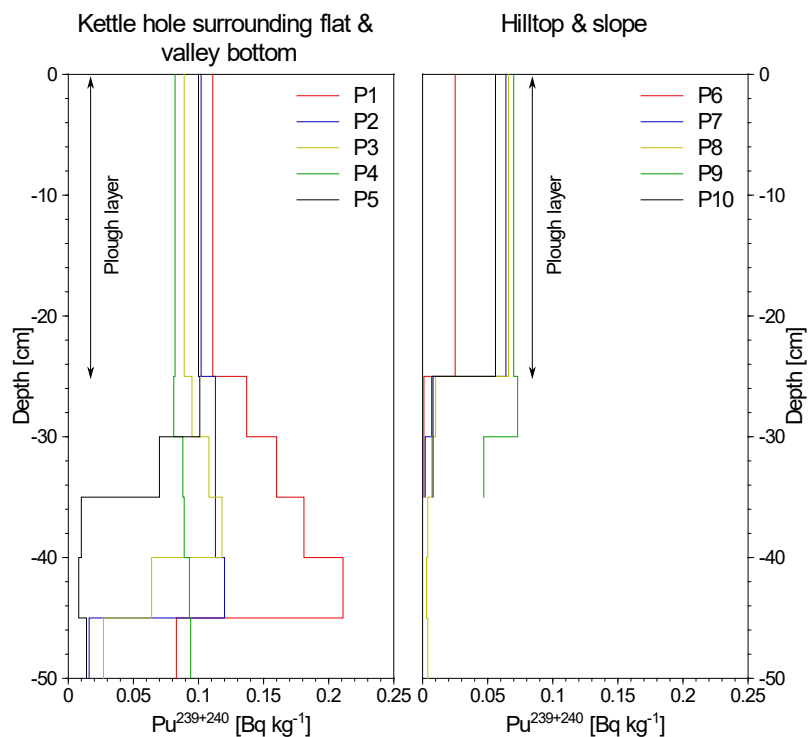 Kettle hole surrounding flat &
valley bottom
Hilltop & slope
0
-10
-20
-30
-40
-50
Depth [cm]
Plough layer
P1
P2
P3
P4
P5
0 0.05 0.1 0.15 0.2 0.25
Pu²³⁹⁺²⁴⁰ [Bq kg⁻¹]
Plough layer
P6
P7
P8
P9
P10
0
-10
-20
-30
-40
-50
Depth [cm]
0 0.05 0.1 0.15 0.2 0.25
Pu²³⁹⁺²⁴⁰ [Bq kg⁻¹]